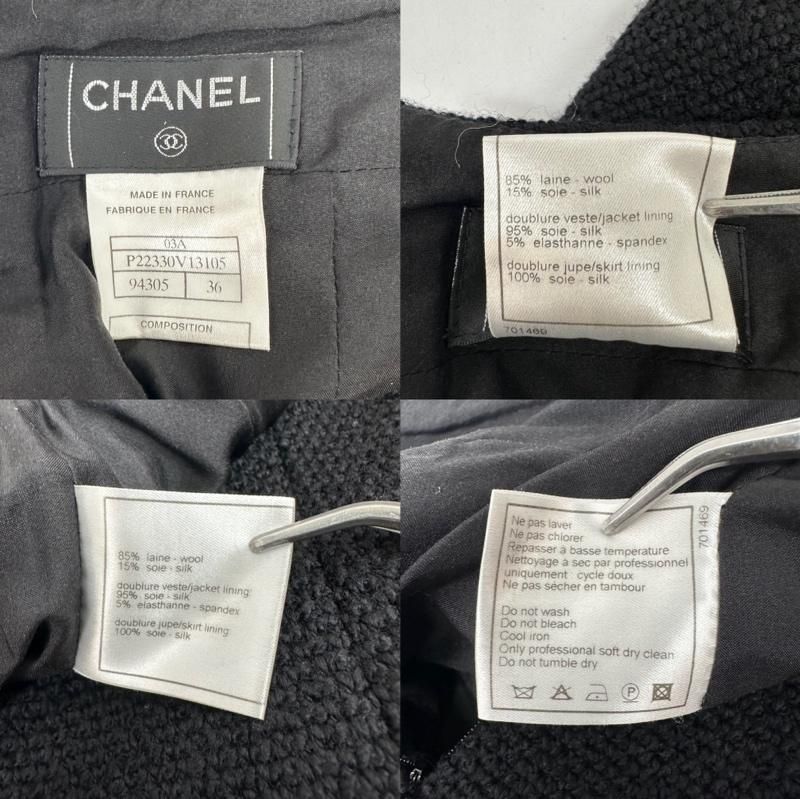 CHANEL
MADE IN FRANCE
FABRIQUE EN FRANCE
03A
P22330V13105
94305 36
COMPOSITION
85% laine - wool
15% soie - silk
doublure veste/jacket lining
95% soie - silk
5% elasthanne - spandex
doublure jupe/skirt lining
100% soie - silk
701469
85% laine - wool
15% soie - silk
doublure veste/jacket lining:
95% soie - silk
5% elasthanne - spandex
doublure jupe/skirt lining:
100% soie - silk
Ne pas laver
Ne pas chlorer
Repasser à basse temperature
Nettoyage à sec par professionnel
uniquement : cycle doux
Ne pas sécher en tambour
Do not wash
Do not bleach
Cool iron
Only professional soft dry clean
Do not tumble dry
P
701469